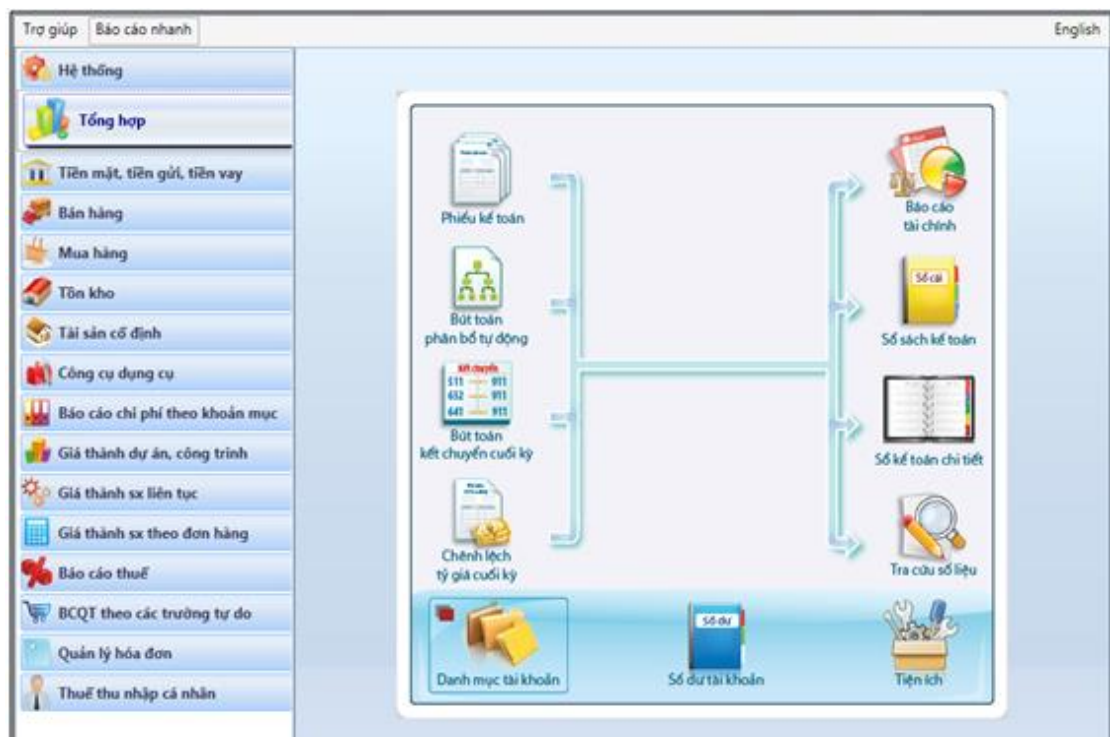 Trợ giúp Báo cáo nhanh English
Hệ thống
Tổng hợp
Tiền mặt, tiền gửi, tiền vay
Bán hàng
Mua hàng
Tồn kho
Tài sản cố định
Công cụ dụng cụ
Báo cáo chi phí theo khoản mục
Giá thành dự án, công trình
Giá thành sx liên tục
Giá thành sx theo đơn hàng
Báo cáo thuế
BCQT theo các trường tự do
Quản lý hóa đơn
Thuế thu nhập cá nhân
Phiếu kế toán
Bút toán
phân bổ tự động
Kết chuyển
511 911
632 911
641 911
Bút toán
kết chuyển cuối kỳ
Chênh lệch
tỷ giá cuối kỳ
Báo cáo
tài chính
Sổ cái
Sổ sách kế toán
Sổ kế toán chi tiết
Tra cứu số liệu
Danh mục tài khoản
Số dư
Số dư tài khoản
Tiện ích